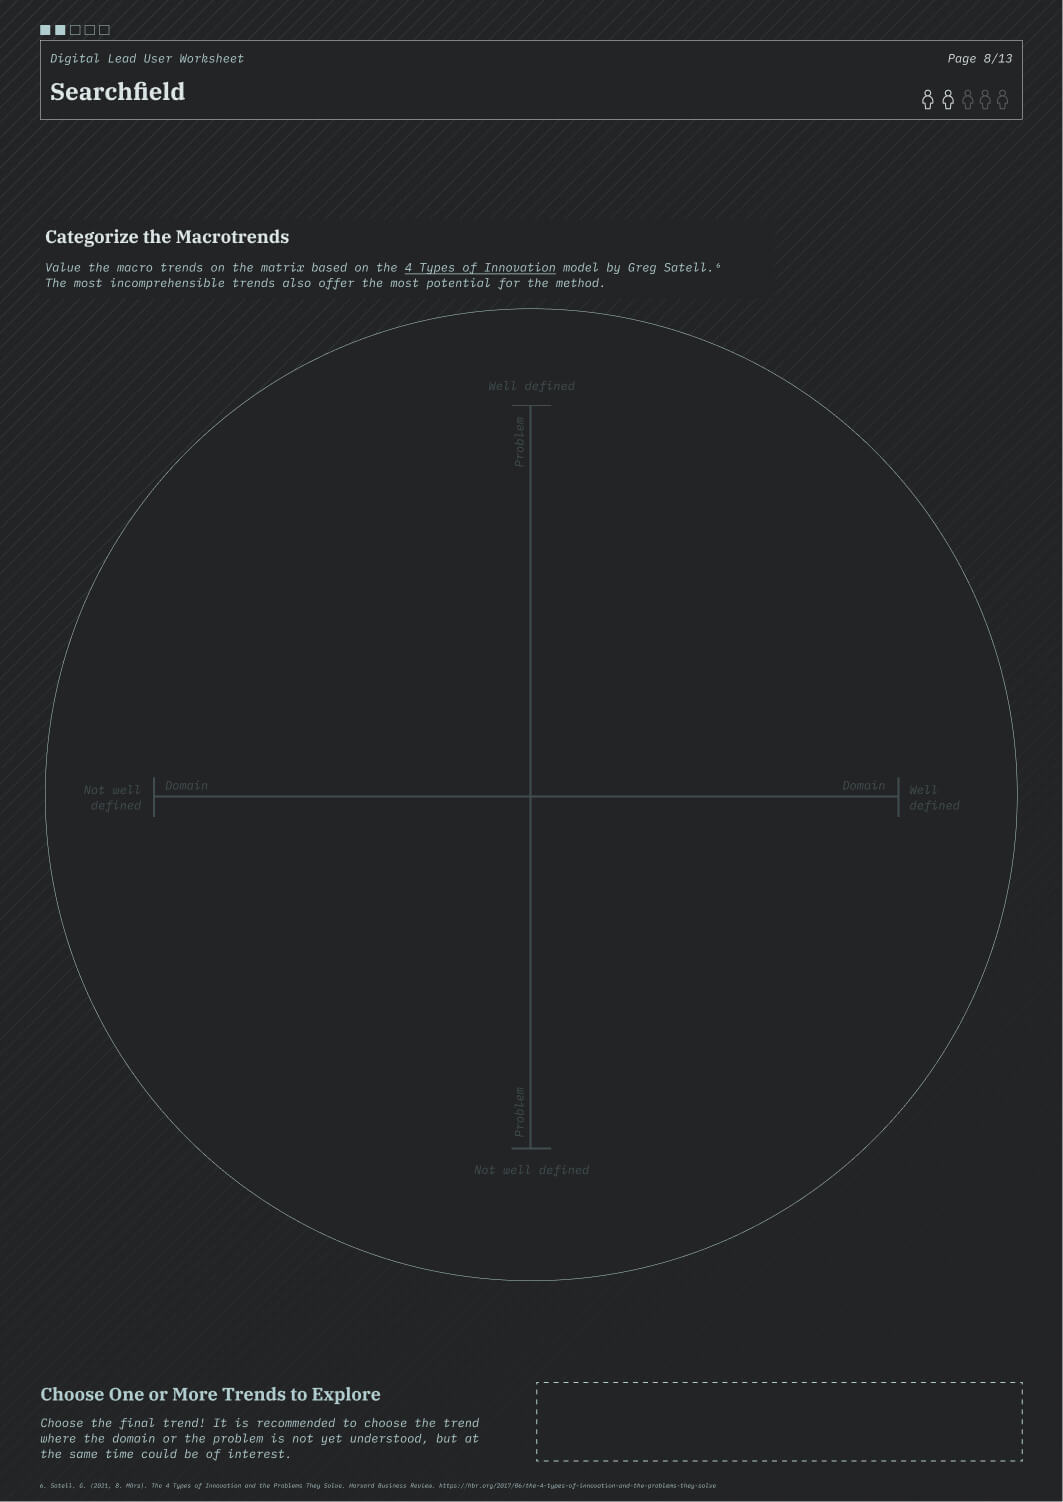 Digital Lead User Worksheet
Page 8/13
Searchfield
Categorize the Macrotrends
Value the macro trends on the matrix based on the 4 Types of Innovation model by Greg Satell.⁶
The most incomprehensible trends also offer the most potential for the method.
Well defined
Problem
Not well
defined
Domain
Domain
Well
defined
Problem
Not well defined
Choose One or More Trends to Explore
Choose the final trend! It is recommended to choose the trend
where the domain or the problem is not yet understood, but at
the same time could be of interest.
6. Satell. G. (2021, 8. März). The 4 Types of Innovation and the Problems They Solve. Harvard Business Review. https://hbr.org/2017/06/the-4-types-of-innovation-and-the-problems-they-solve